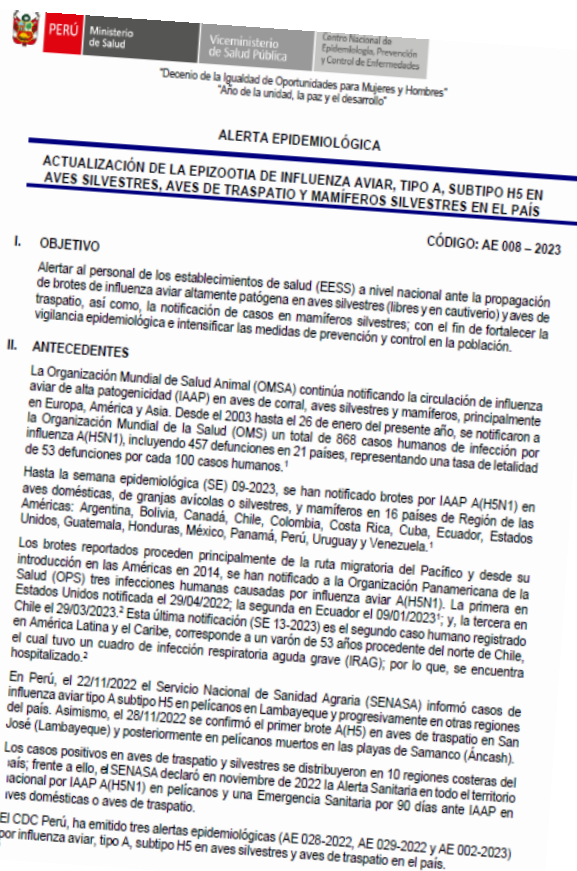 PERÚ
Ministerio
de Salud
Viceministerio
de Salud Pública
Centro Nacional de
Epidemiología, Prevención
y Control de Enfermedades
"Decenio de la Igualdad de Oportunidades para Mujeres y Hombres"
"Año de la unidad, la paz y el desarrollo"
ALERTA EPIDEMIOLÓGICA
ACTUALIZACIÓN DE LA EPIZOOTIA DE INFLUENZA AVIAR, TIPO A, SUBTIPO H5 EN
AVES SILVESTRES, AVES DE TRASPATIO Y MAMÍFEROS SILVESTRES EN EL PAÍS
CÓDIGO: AE 008 – 2023
I. OBJETIVO
Alertar al personal de los establecimientos de salud (EESS) a nivel nacional ante la propagación
de brotes de influenza aviar altamente patógena en aves silvestres (libres y en cautiverio) y aves de
traspatio, así como, la notificación de casos en mamíferos silvestres; con el fin de fortalecer la
vigilancia epidemiológica e intensificar las medidas de prevención y control en la población.
II. ANTECEDENTES
La Organización Mundial de Salud Animal (OMSA) continúa notificando la circulación de influenza
aviar de alta patogenicidad (IAAP) en aves de corral, aves silvestres y mamíferos, principalmente
en Europa, América y Asia. Desde el 2003 hasta el 26 de enero del presente año, se notificaron a
la Organización Mundial de la Salud (OMS) un total de 868 casos humanos de infección por
influenza A(H5N1), incluyendo 457 defunciones en 21 países, representando una tasa de letalidad
de 53 defunciones por cada 100 casos humanos.¹
Hasta la semana epidemiológica (SE) 09-2023, se han notificado brotes por IAAP A(H5N1) en
aves domésticas, de granjas avícolas o silvestres, y mamíferos en 16 países de Región de las
Américas: Argentina, Bolivia, Canadá, Chile, Colombia, Costa Rica, Cuba, Ecuador, Estados
Unidos, Guatemala, Honduras, México, Panamá, Perú, Uruguay y Venezuela.¹
Los brotes reportados proceden principalmente de la ruta migratoria del Pacífico y desde su
introducción en las Américas en 2014, se han notificado a la Organización Panamericana de la
Salud (OPS) tres infecciones humanas causadas por influenza aviar A(H5N1). La primera en
Estados Unidos notificada el 29/04/2022; la segunda en Ecuador el 09/01/2023¹; y, la tercera en
Chile el 29/03/2023.² Esta última notificación (SE 13-2023) es el segundo caso humano registrado
en América Latina y el Caribe, corresponde a un varón de 53 años procedente del norte de Chile,
el cual tuvo un cuadro de infección respiratoria aguda grave (IRAG); por lo que, se encuentra
hospitalizado.²
En Perú, el 22/11/2022 el Servicio Nacional de Sanidad Agraria (SENASA) informó casos de
influenza aviar tipo A subtipo H5 en pelícanos en Lambayeque y progresivamente en otras regiones
del país. Asimismo, el 28/11/2022 se confirmó el primer brote A(H5) en aves de traspatio en San
José (Lambayeque) y posteriormente en pelícanos muertos en las playas de Samanco (Áncash).
Los casos positivos en aves de traspatio y silvestres se distribuyeron en 10 regiones costeras del
país; frente a ello, el SENASA declaró en noviembre de 2022 la Alerta Sanitaria en todo el territorio
nacional por IAAP A(H5N1) en pelícanos y una Emergencia Sanitaria por 90 días ante IAAP en
aves domésticas o aves de traspatio.
El CDC Perú, ha emitido tres alertas epidemiológicas (AE 028-2022, AE 029-2022 y AE 002-2023)
por influenza aviar, tipo A, subtipo H5 en aves silvestres y aves de traspatio en el país.